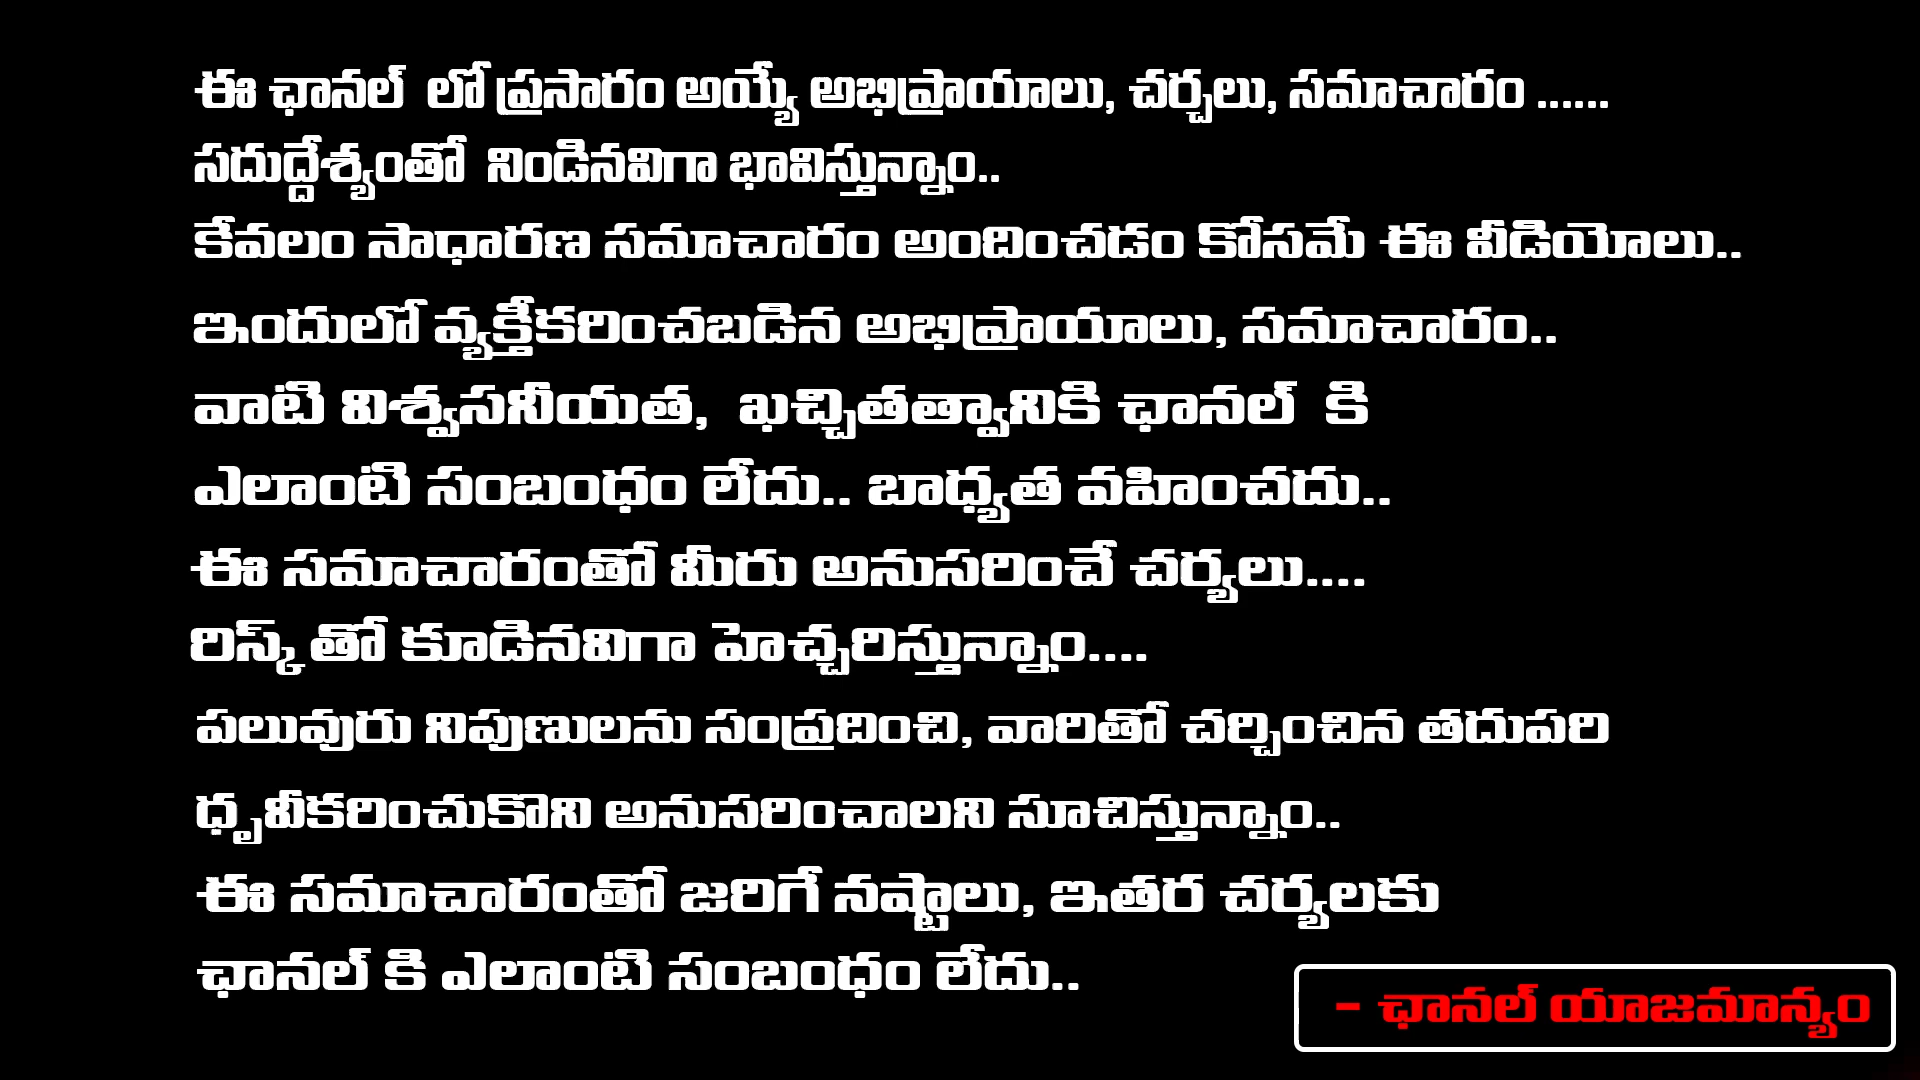 ఈ ఛానల్ లో ప్రసారం అయ్యే అభిప్రాయాలు, చర్చలు, సమాచారం ......
సదుద్దేశ్యంతో నిండినవిగా భావిస్తున్నాం..
కేవలం సాధారణ సమాచారం అందించడం కోసమే ఈ వీడియోలు..
ఇందులో వ్యక్తీకరించబడిన అభిప్రాయాలు, సమాచారం..
వాటి విశ్వసనీయత, ఖచ్చితత్వానికి ఛానల్ కి
ఎలాంటి సంబంధం లేదు.. బాధ్యత వహించదు..
ఈ సమాచారంతో మీరు అనుసరించే చర్యలు....
రిస్క్ తో కూడినవిగా హెచ్చరిస్తున్నాం....
పలువురు నిపుణులను సంప్రదించి, వారితో చర్చించిన తదుపరి
ధృవీకరించుకొని అనుసరించాలని సూచిస్తున్నాం..
ఈ సమాచారంతో జరిగే నష్టాలు, ఇతర చర్యలకు
ఛానల్ కి ఎలాంటి సంబంధం లేదు..
- ఛానల్ యాజమాన్యం